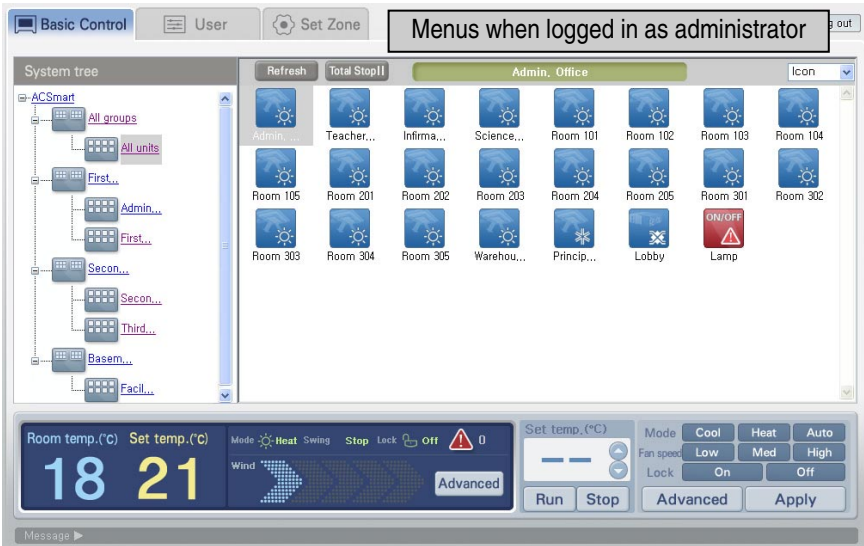 Basic Control User Set Zone Menus when logged in as administrator g out
System tree Refresh Total Stop|| Admin. Office Icon
ACSmart
All groups
All units
First...
Admin...
First...
Secon...
Secon...
Third...
Basem...
Facil...
Admin. ... Teacher... Infirma... Science... Room 101 Room 102 Room 103 Room 104
Room 105 Room 201 Room 202 Room 203 Room 204 Room 205 Room 301 Room 302
ON/OFF
Room 303 Room 304 Room 305 Warehou... Princip... Lobby Lamp
Room temp.(°C) Set temp.(°C)
18 21
Mode Heat Swing Stop Lock Off 0
Wind
Advanced
Set temp.(°C)
-- 
Run Stop
Mode Cool Heat Auto
Fan speed Low Med High
Lock On Off
Advanced Apply
Message ▶